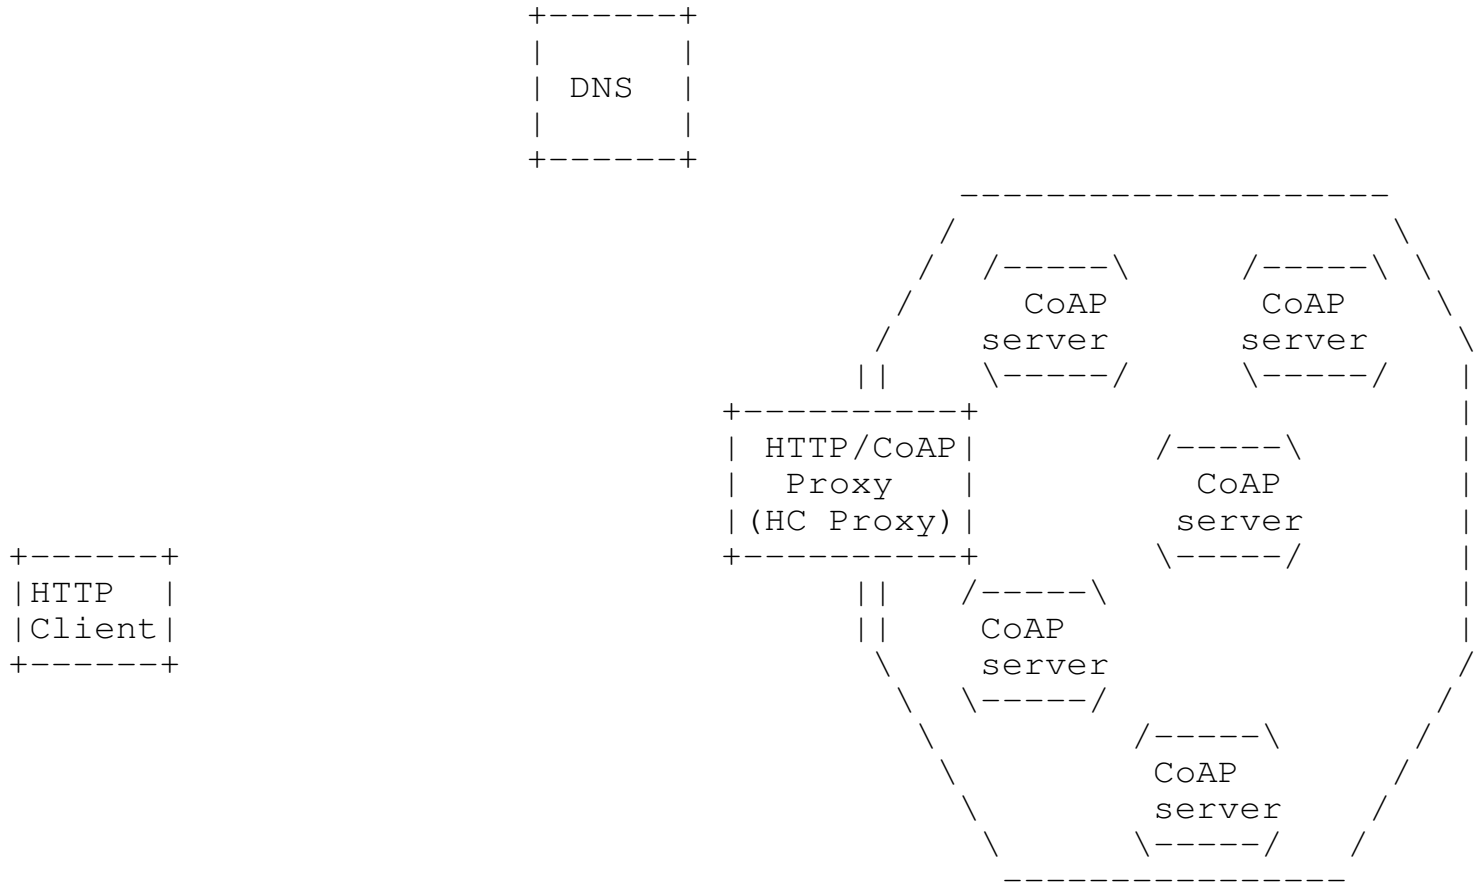 DNS
CoAP
server
CoAP
server
HTTP/CoAP
Proxy
(HC Proxy)
CoAP
server
HTTP
Client
CoAP
server
CoAP
server